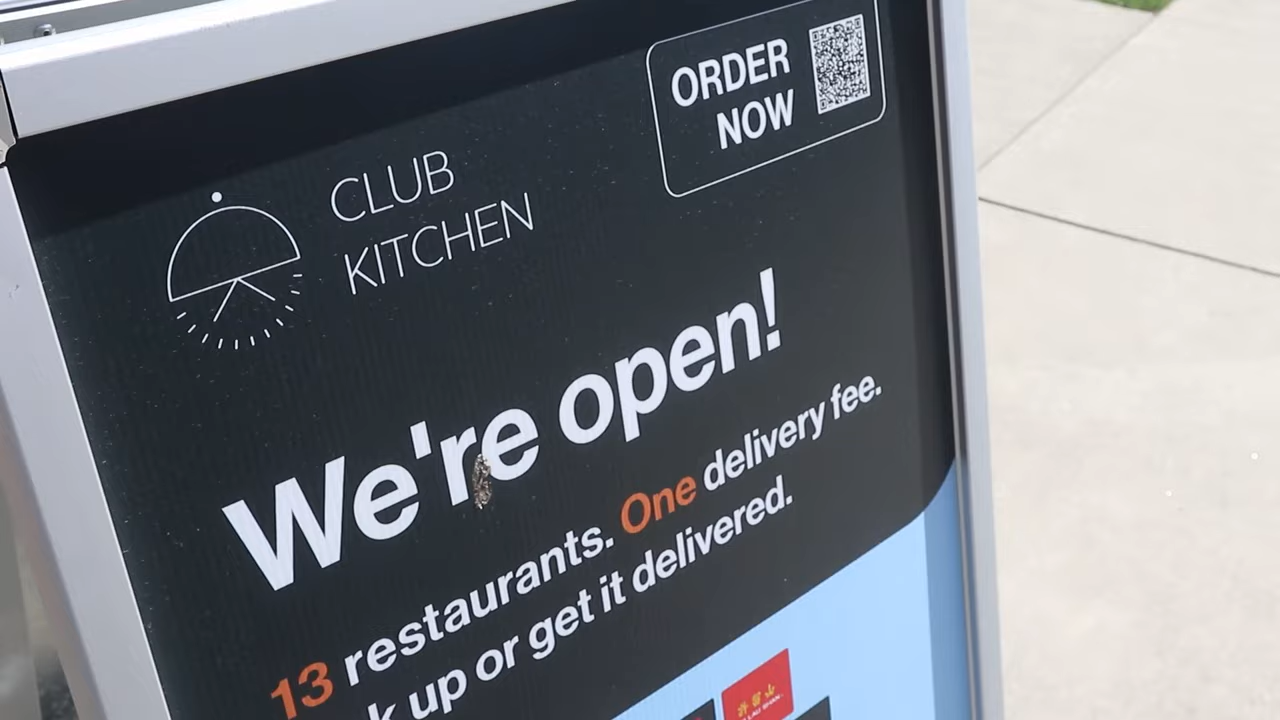 ORDER
NOW
CLUB
KITCHEN
We're open!
13 restaurants. One delivery fee.
k up or get it delivered.